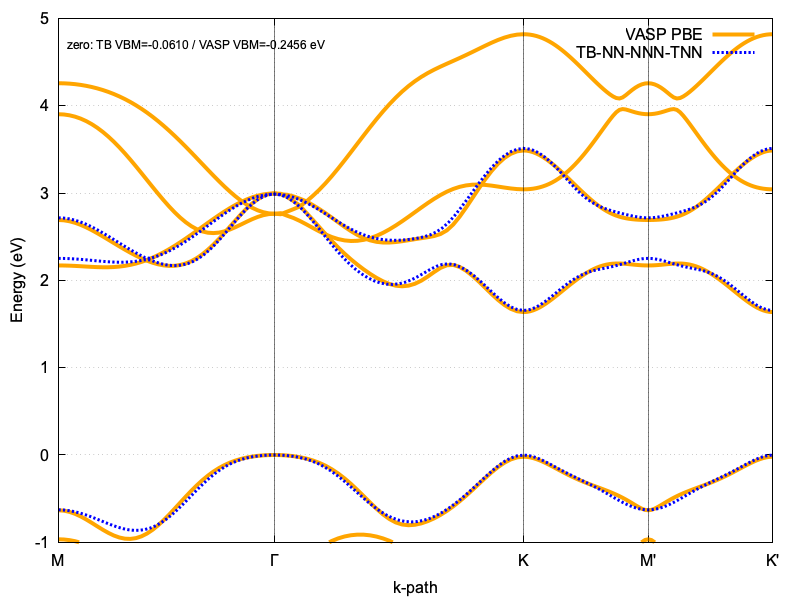 5
zero: TB VBM=-0.0610 / VASP VBM=-0.2456 eV
VASP PBE
TB-NN-NNN-TNN
4
3
2
1
0
-1
Energy (eV)
M Γ K M' K'
k-path